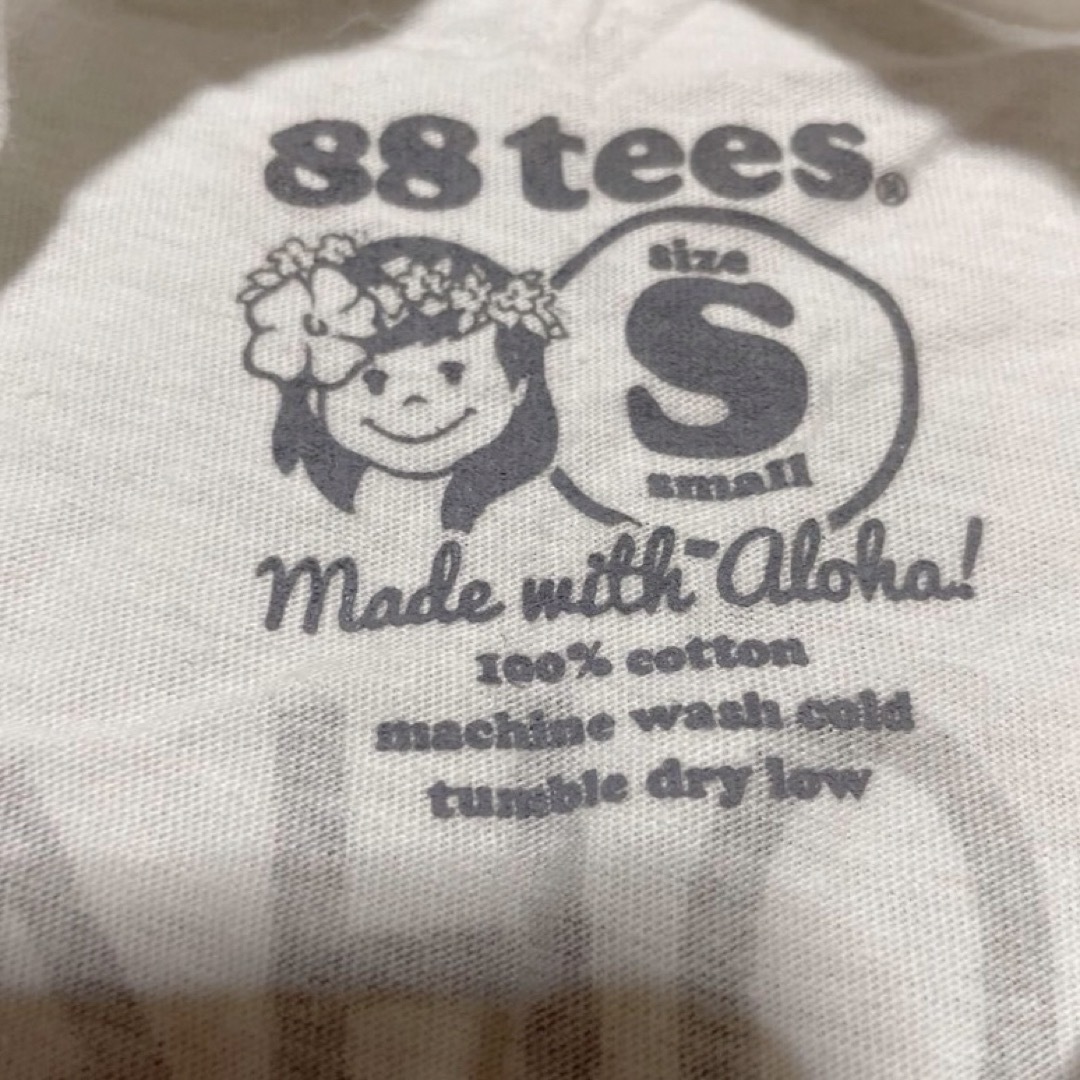 88 tees®
size
S
small
Made with Aloha!
100% cotton
machine wash cold
tumble dry low